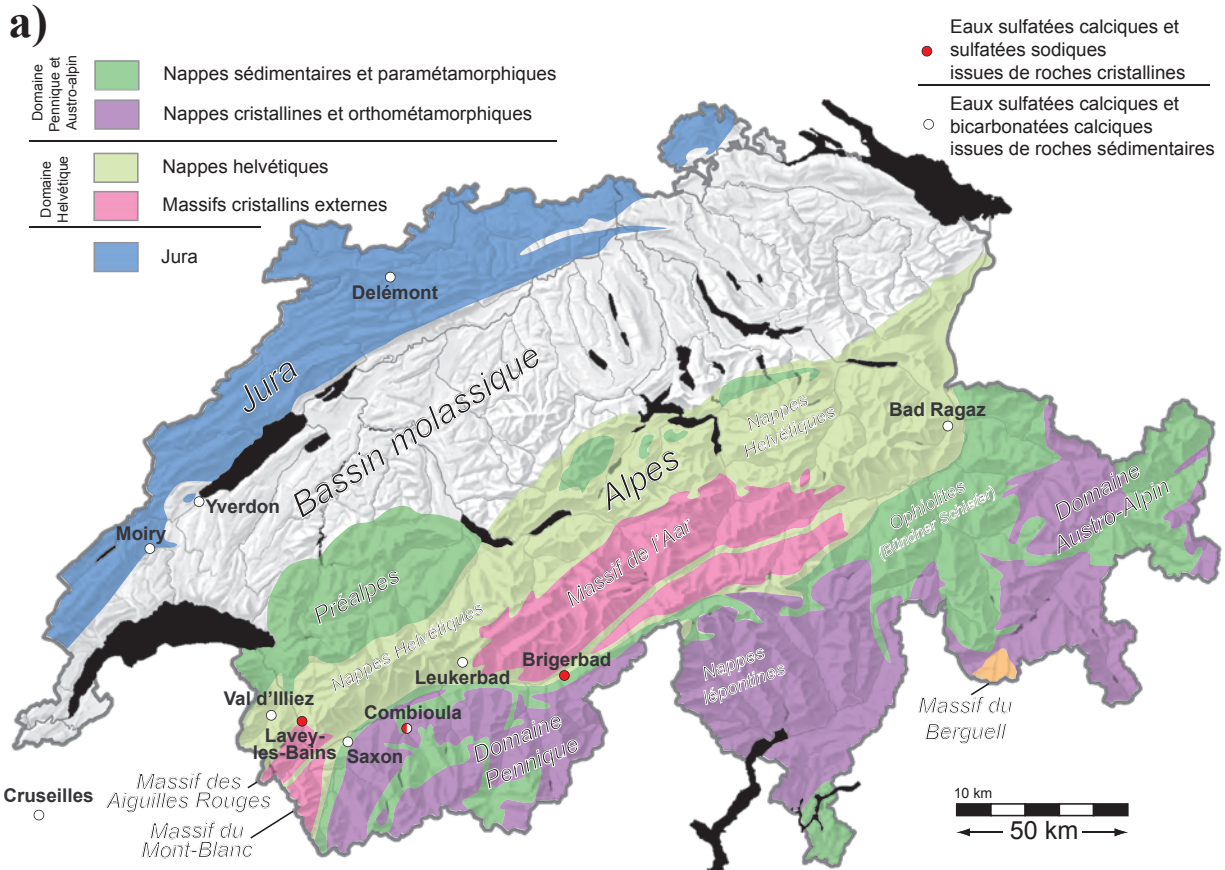 a)
Domaine
Pennique et
Austro-alpin
Nappes sédimentaires et paramétamorphiques
Nappes cristallines et orthométamorphiques
Domaine
Helvétique
Nappes helvétiques
Massifs cristallins externes
Jura
Eaux sulfatées calciques et
sulfatées sodiques
issues de roches cristallines
Eaux sulfatées calciques et
bicarbonatées calciques
issues de roches sédimentaires
Delémont
Jura
Bassin molassique
Yverdon
Moiry
Alpes
Nappes
Helvétiques
Bad Ragaz
Préalpes
Massif de l'Aar
Ophiolites
(Bündner Schiefer)
Domaine
Austro-Alpin
Nappes Helvétiques
Leukerbad
Brigerbad
Nappes
lépontines
Val d'Illiez
Lavey-
les-Bains
Combioula
Saxon
Domaine
Pennique
Massif du
Berguell
Massif des
Aiguilles Rouges
Massif du
Mont-Blanc
Cruseilles
10 km
50 km